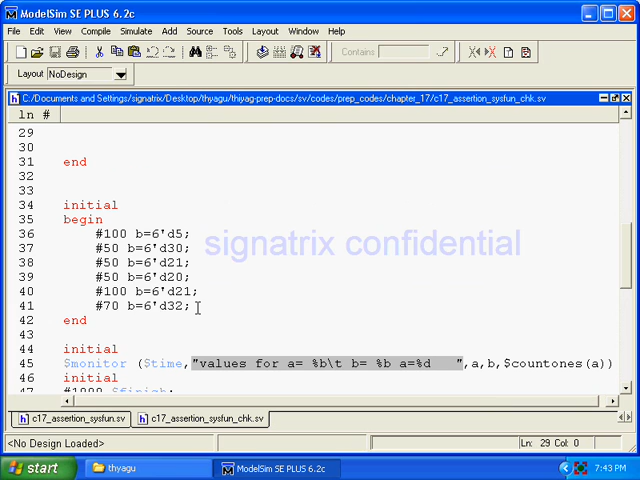 ModelSim SE PLUS 6.2c
File Edit View Compile Simulate Add Source Tools Layout Window Help
Contains
Layout NoDesign
C:/Documents and Settings/signatrix/Desktop/thyagu/thiyag-prep-docs/sv/codes/prep_codes/chapter_17/c17_assertion_sysfun_chk.sv
ln #
29
30
31 end
32
33
34 initial
35 begin
36 #100 b=6'd5;
37 #50 b=6'd30;
38 #50 b=6'd21;
39 #50 b=6'd20;
40 #100 b=6'd21;
41 #70 b=6'd32;
42 end
43
44 initial
45 $monitor ($time,"values for a= %b\t b= %b a=%d   ",a,b,$countones(a))
46 initial
47 #1000 $finish;
signatrix confidential
c17_assertion_sysfun.sv c17_assertion_sysfun_chk.sv
<No Design Loaded> Ln: 29 Col: 0
start thyagu ModelSim SE PLUS 6.2c 7:43 PM